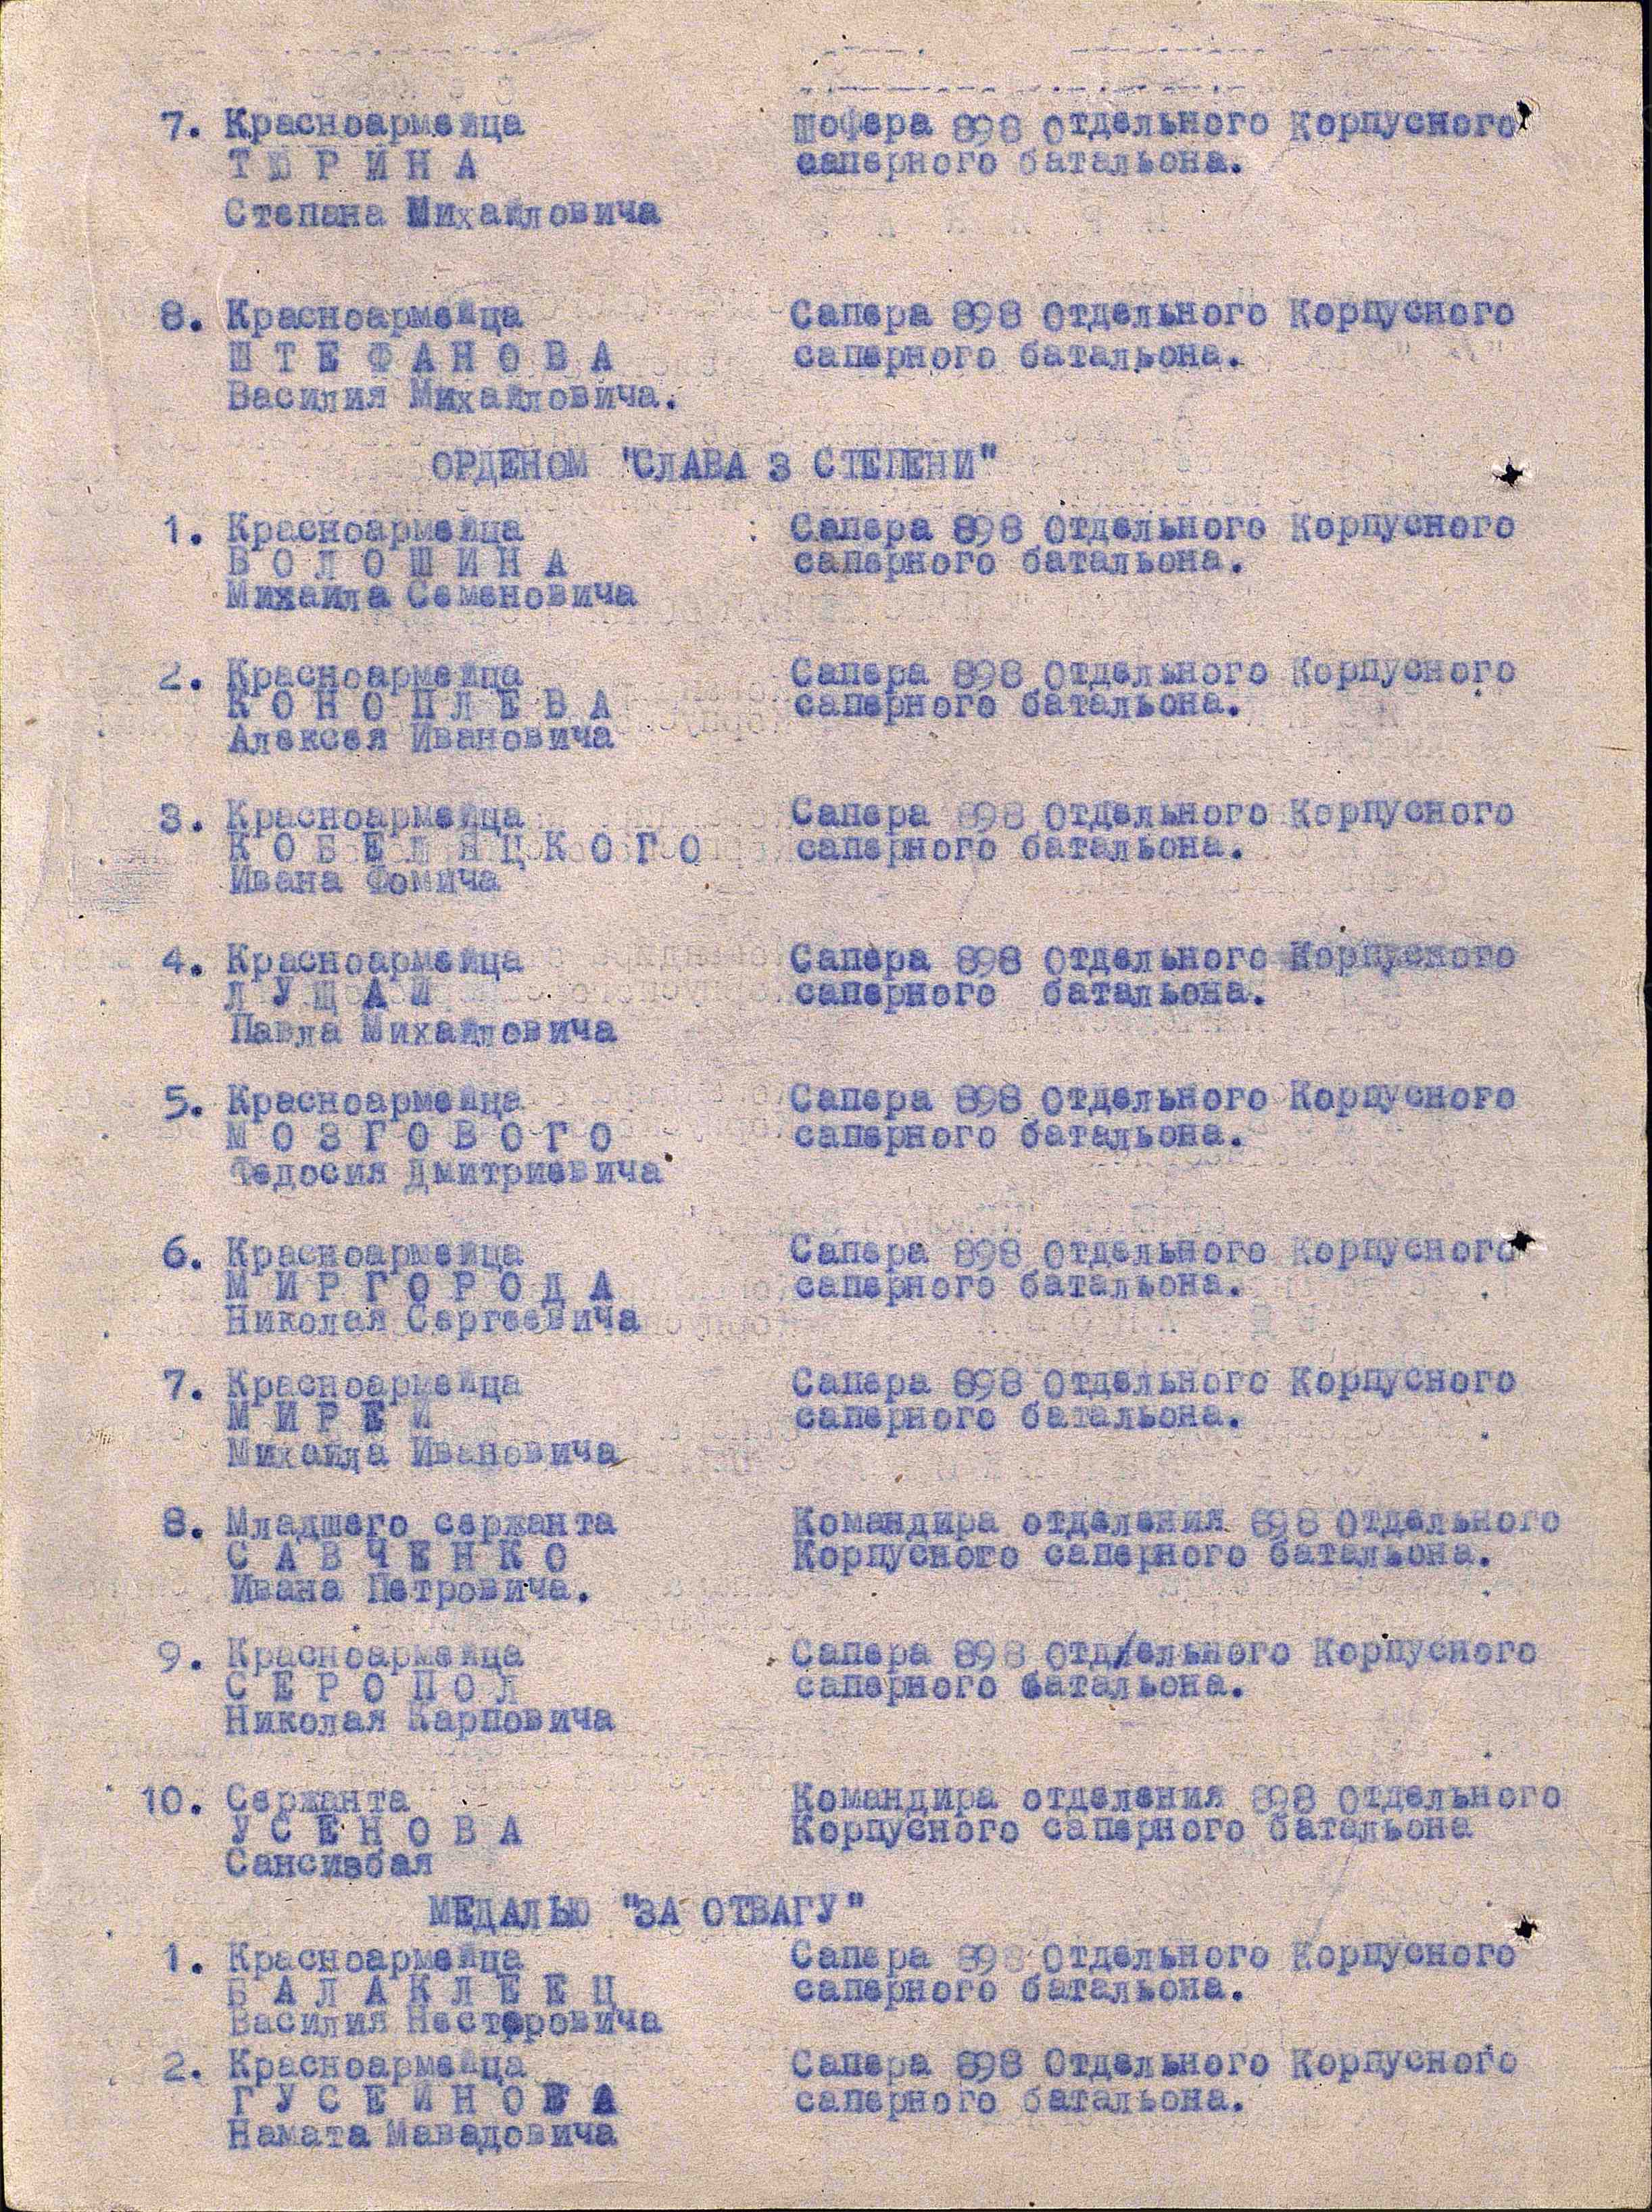 7. Красноармейца Шофера 898 Отдельного Корпусного
ТЮРИНА саперного батальона.
Степана Михайловича
8. Красноармейца Сапера 898 Отдельного Корпусного
ШТЕФАНОВА саперного батальона.
Василия Михайловича.
ОРДЕНОМ "СЛАВА 3 СТЕПЕНИ"
1. Красноармейца Сапера 898 Отдельного Корпусного
ВОЛОШИНА саперного батальона.
Михаила Семеновича
2. Красноармейца Сапера 898 Отдельного Корпусного
КОНОПЛЕВА саперного батальона.
Алексея Ивановича
3. Красноармейца Сапера 898 Отдельного Корпусного
КОБЕЛЯЦКОГО саперного батальона.
Ивана Фомича
4. Красноармейца Сапера 898 Отдельного Корпусного
ЛУЩАЙ саперного батальона.
Павла Михайловича
5. Красноармейца Сапера 898 Отдельного Корпусного
МОЗГОВОГО саперного батальона.
Федосия Дмитриевича
6. Красноармейца Сапера 898 Отдельного Корпусного
МИРГОРОДА саперного батальона.
Николая Сергеевича
7. Красноармейца Сапера 898 Отдельного Корпусного
МИРЕЙ саперного батальона.
Михаила Ивановича
8. Младшего сержанта Командира отделения 898 Отдельного
САВЧЕНКО Корпусного саперного батальона.
Ивана Петровича.
9. Красноармейца Сапера 898 Отд/ельного Корпусного
СЕРОПОЛ саперного батальона.
Николая Карповича
10. Сержанта Командира отделения 898 Отдельного
УСЕНОВА Корпусного саперного батальона
Сансизбая
МЕДАЛЬЮ "ЗА ОТВАГУ"
1. Красноармейца Сапера 898 Отдельного Корпусного
БАЛАКЛЕЕЦ саперного батальона.
Василия Нестеровича
2. Красноармейца Сапера 898 Отдельного Корпусного
ГУСЕЙНОВА саперного батальона.
Намата Мавадовича